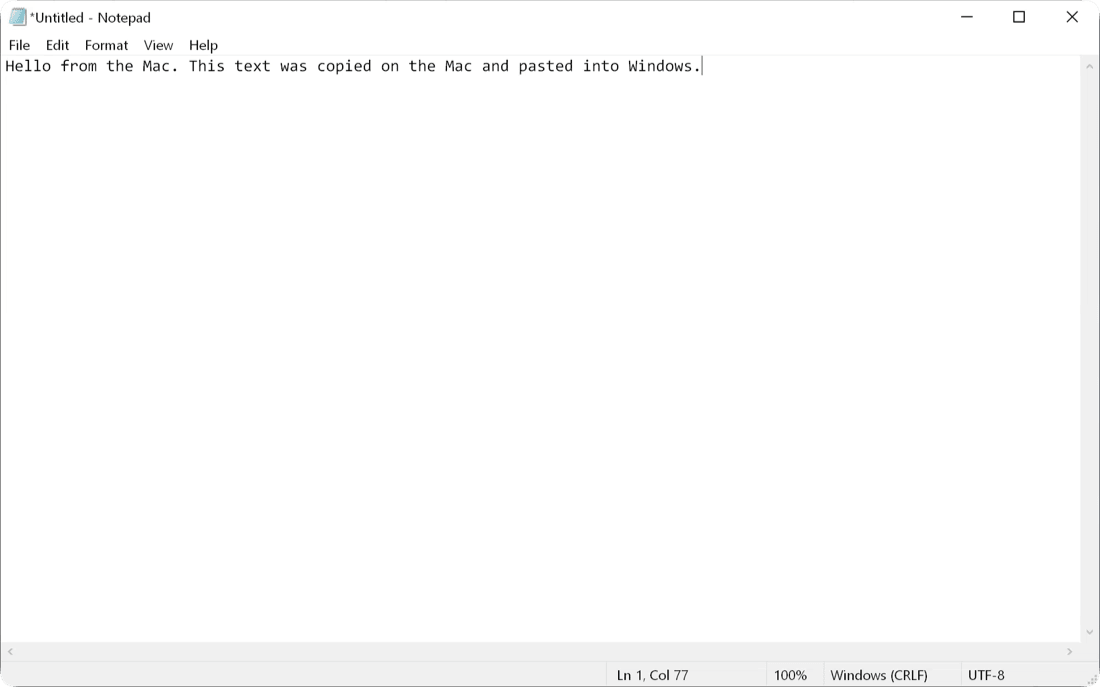 *Untitled - Notepad
File Edit Format View Help
Hello from the Mac. This text was copied on the Mac and pasted into Windows.
Ln 1, Col 77 100% Windows (CRLF) UTF-8